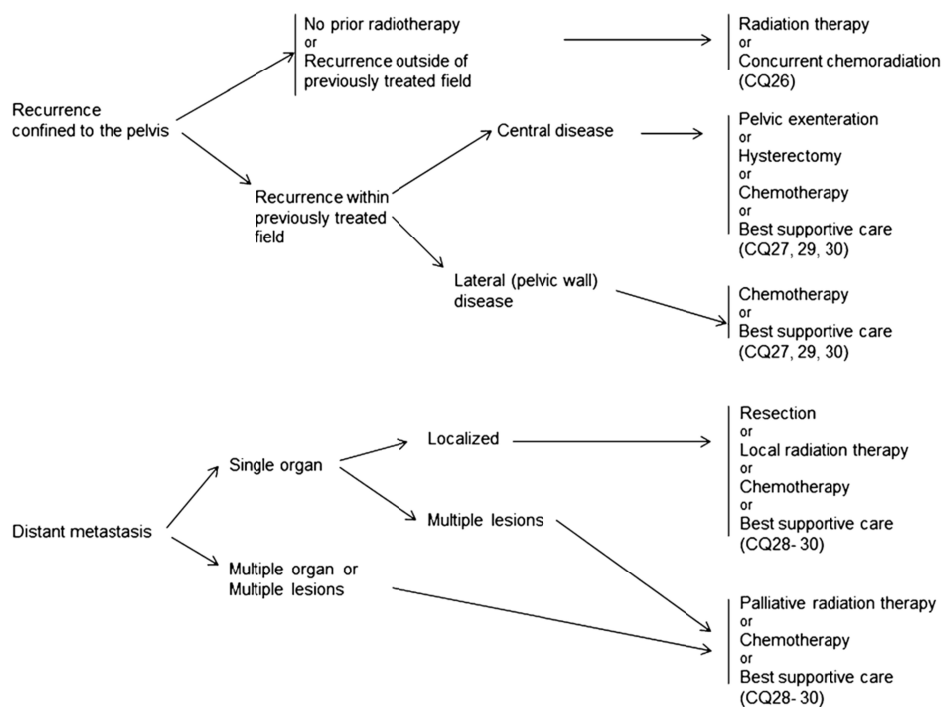 No prior radiotherapy
or
Recurrence outside of
previously treated field
Radiation therapy
or
Concurrent chemoradiation
(CQ26)
Recurrence
confined to the pelvis
Central disease
Pelvic exenteration
or
Hysterectomy
or
Chemotherapy
or
Best supportive care
(CQ27, 29, 30)
Recurrence within
previously treated
field
Lateral (pelvic wall)
disease
Chemotherapy
or
Best supportive care
(CQ27, 29, 30)
Distant metastasis
Single organ
Localized
Resection
or
Local radiation therapy
or
Chemotherapy
or
Best supportive care
(CQ28- 30)
Multiple lesions
Multiple organ or
Multiple lesions
Palliative radiation therapy
or
Chemotherapy
or
Best supportive care
(CQ28- 30)